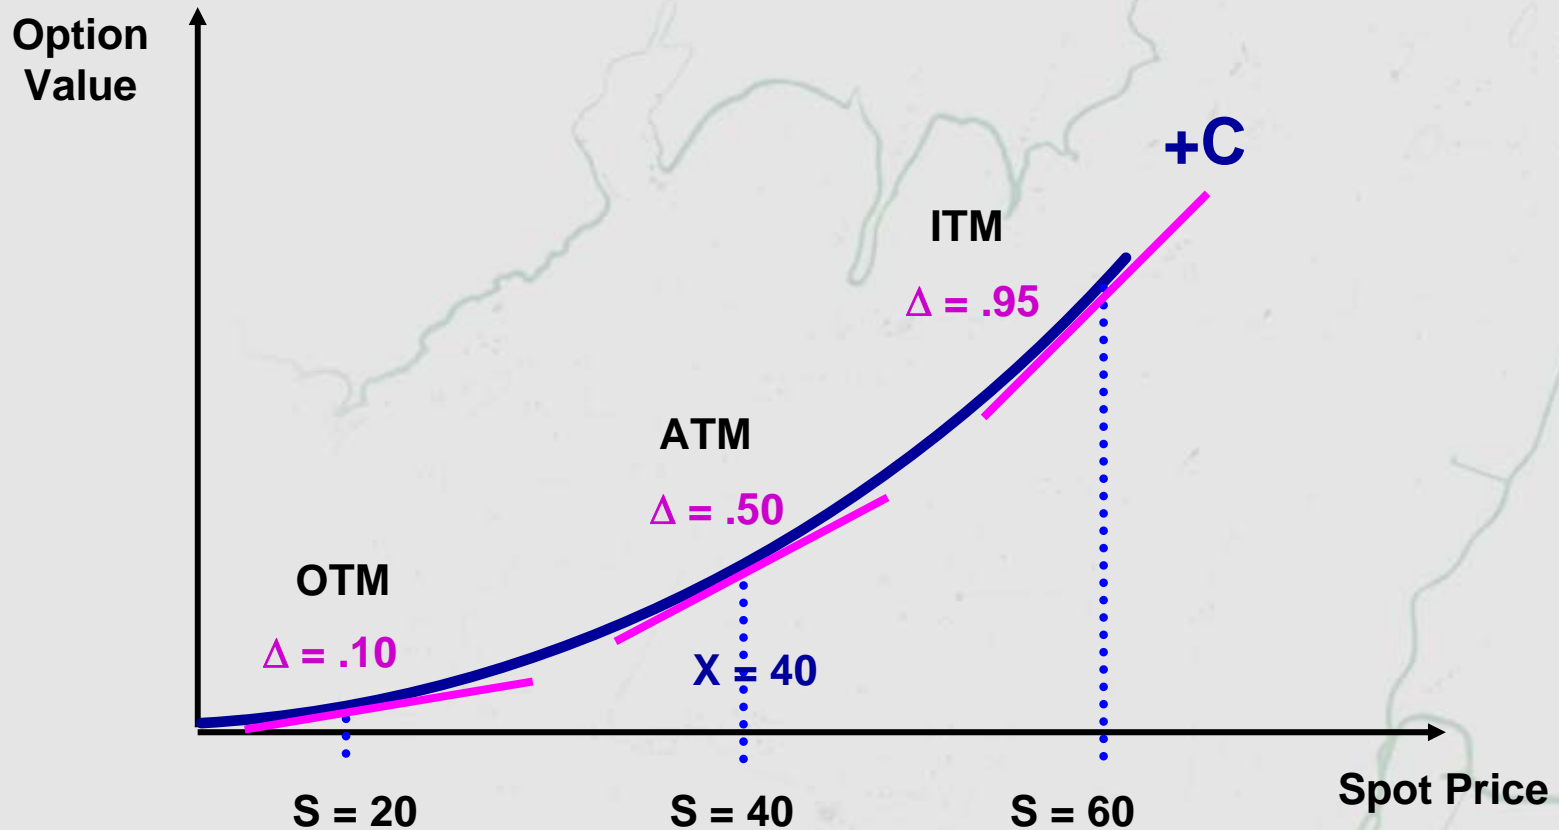 Option
Value
+C
ITM
Δ = .95
ATM
Δ = .50
OTM
Δ = .10
X = 40
Spot Price
S = 20
S = 40
S = 60